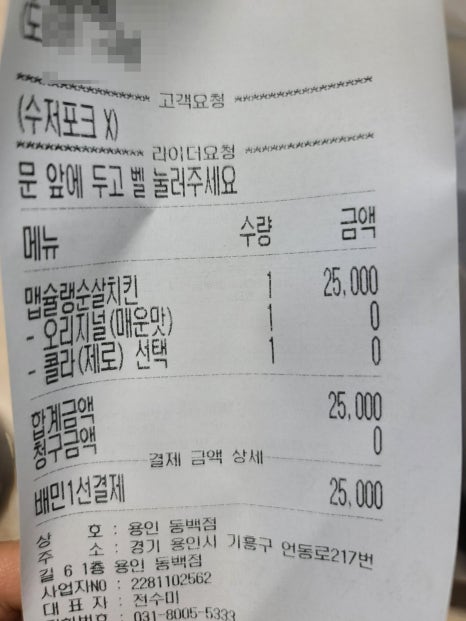 (도
******************* 고객요청 *******************
(수저포크 X)
****************** 라이더요청 ******************
문 앞에 두고 벨 눌러주세요
메뉴 수량 금액
맵슐랭순살치킨 1 25,000
- 오리지널(매운맛) 1 0
- 콜라(제로) 선택 1 0
합계금액 25,000
청구금액 0
결제 금액 상세
배민1선결제 25,000
상 호 : 용인 동백점
주 소 : 경기 용인시 기흥구 언동로217번
길 6 1층 용인 동백점
사업자NO : 2281102562
대 표 자 : 전수미
전화번호 : 031-8005-5333